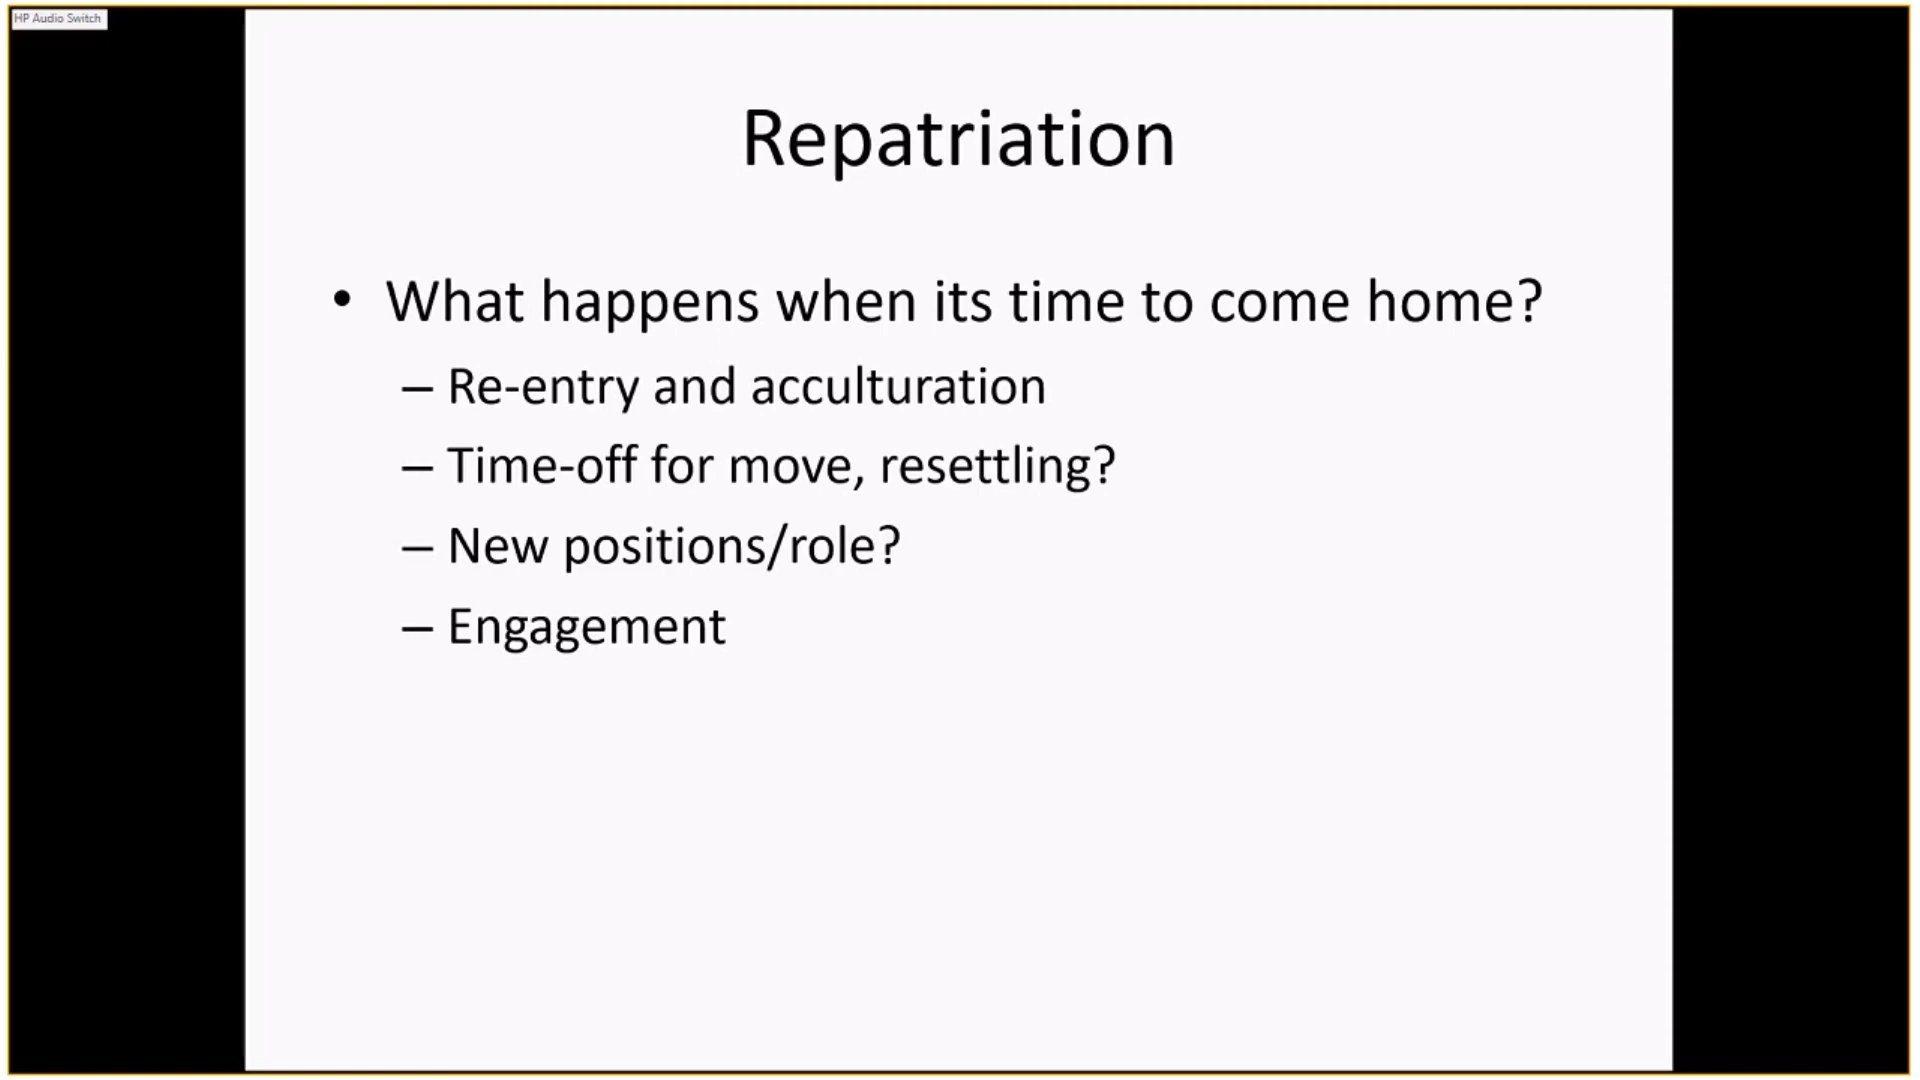 HP Audio Switch
Repatriation
• What happens when its time to come home?
– Re-entry and acculturation
– Time-off for move, resettling?
– New positions/role?
– Engagement